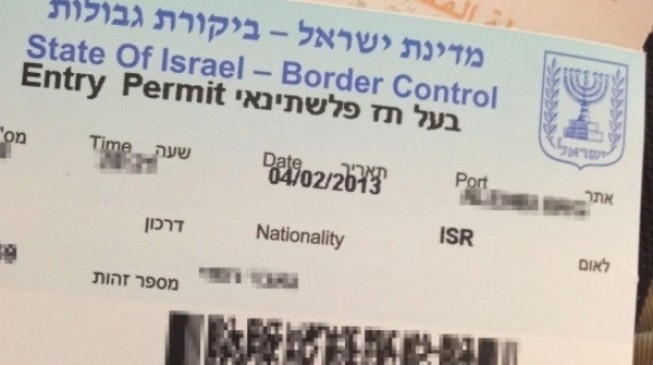 מדינת ישראל – ביקורת גבולות
State Of Israel – Border Control
Entry Permit בעל תז פלשתינאי
מס'
Time שעה Date תאריך Port אתר
04/02/2013
דרכון Nationality ISR לאום
מספר זהות
ישראל